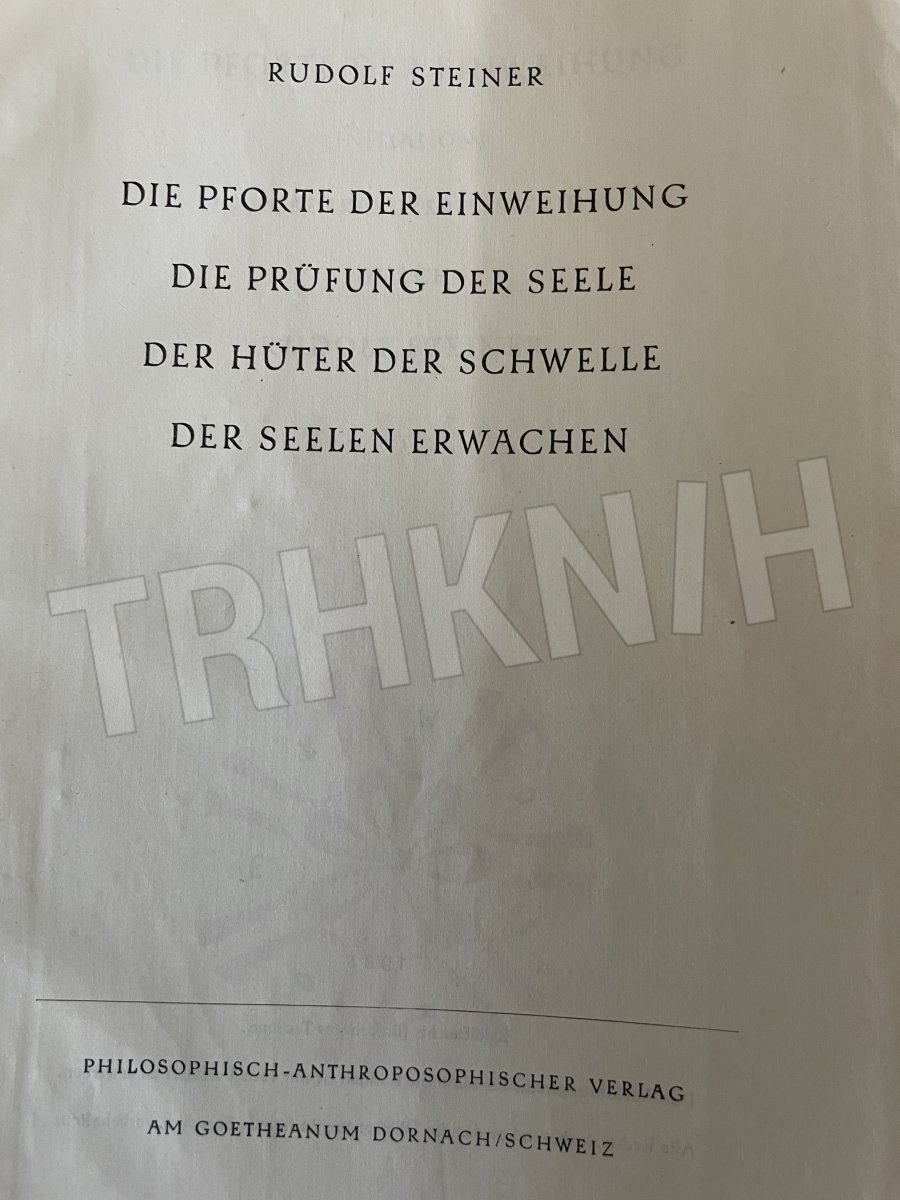 RUDOLF STEINER
DIE PFORTE DER EINWEIHUNG
DIE PRÜFUNG DER SEELE
DER HÜTER DER SCHWELLE
DER SEELEN ERWACHEN
TRHKNIH
PHILOSOPHISCH-ANTHROPOSOPHISCHER VERLAG
AM GOETHEANUM DORNACH/SCHWEIZ